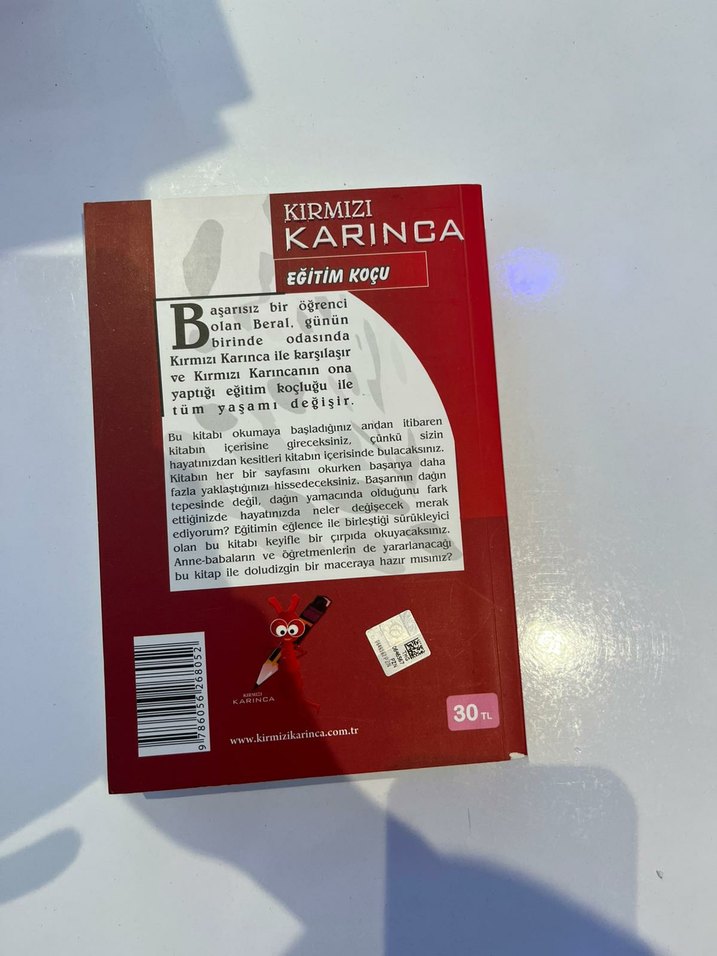 KIRMIZI
KARINCA
EĞİTİM KOÇU
Başarısız bir öğrenci
olan Beral, günün
birinde odasında
Kırmızı Karınca ile karşılaşır
ve Kırmızı Karıncanın ona
yaptığı eğitim koçluğu ile
tüm yaşamı değişir.
Bu kitabı okumaya başladığınız andan itibaren
kitabın içerisine gireceksiniz, çünkü sizin
hayatınızdan kesitleri kitabın içerisinde bulacaksınız.
Kitabın her bir sayfasını okurken başarıya daha
fazla yaklaştığınızı hissedeceksiniz. Başarının dağın
tepesinde değil, dağın yamacında olduğunu fark
ettiğinizde hayatınızda neler değişecek merak
ediyorum? Eğitimin eğlence ile birleştiği sürükleyici
olan bu kitabı keyifle bir çırpıda okuyacaksınız.
Anne-babaların ve öğretmenlerin de yararlanacağı
bu kitap ile doludizgin bir maceraya hazır mısınız?
KIRMIZI
KARINCA
www.kirmizikarinca.com.tr
9786056268052
30 TL